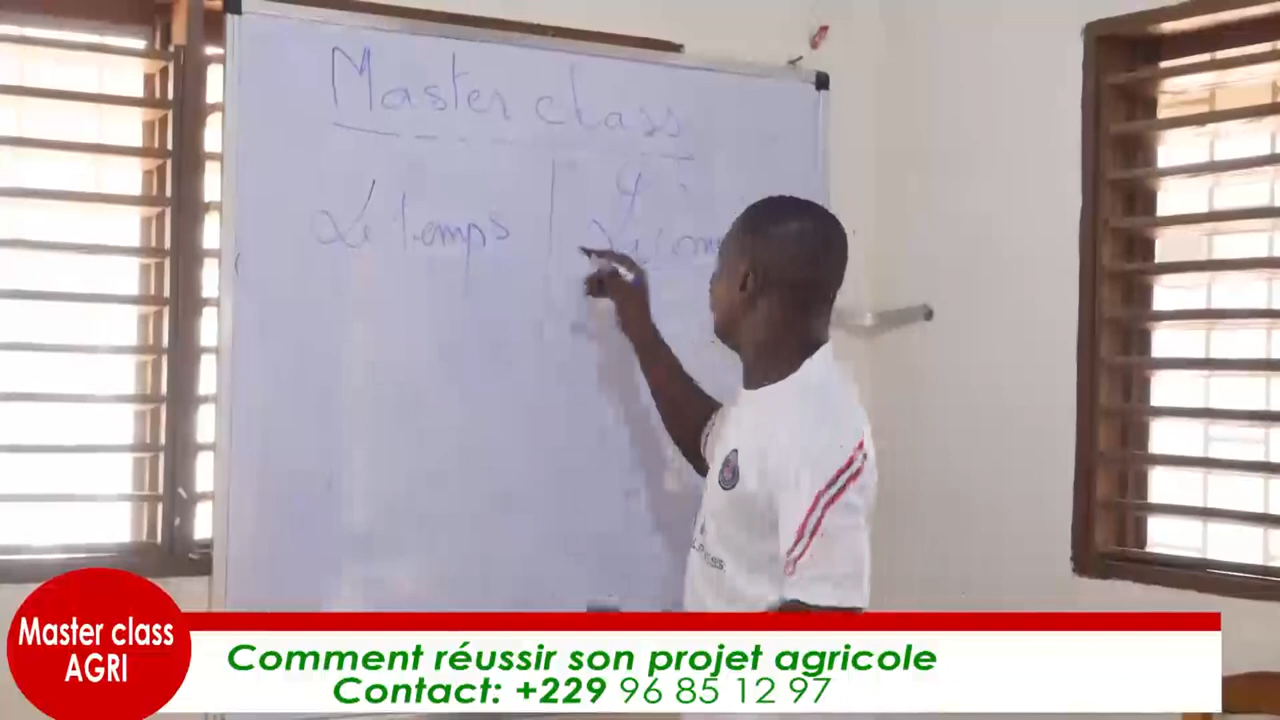 Master class
Le temps
Master class
AGRI
Comment réussir son projet agricole
Contact: +229 96 85 12 97